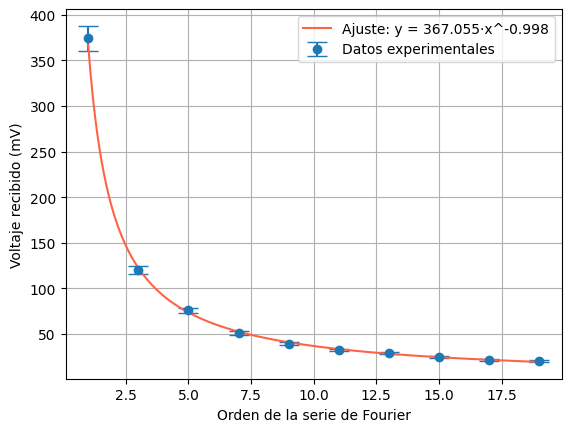 400
350
300
250
200
150
100
50
Voltaje recibido (mV)
Ajuste: y = 367.055·x^-0.998
Datos experimentales
2.5 5.0 7.5 10.0 12.5 15.0 17.5
Orden de la serie de Fourier